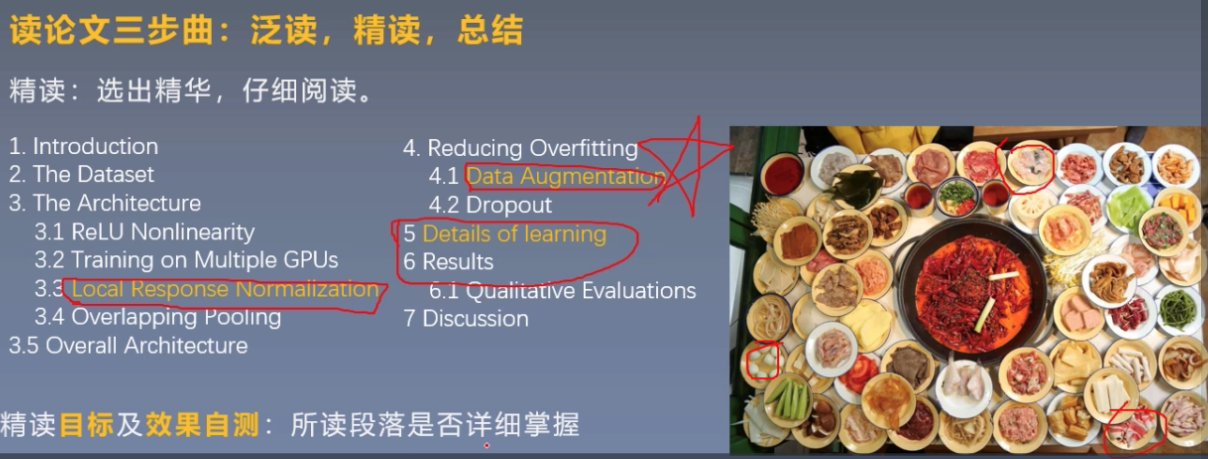 读论文三步曲：泛读，精读，总结
精读：选出精华，仔细阅读。
1. Introduction
2. The Dataset
3. The Architecture
3.1 ReLU Nonlinearity
3.2 Training on Multiple GPUs
3.3 Local Response Normalization
3.4 Overlapping Pooling
3.5 Overall Architecture
4. Reducing Overfitting
4.1 Data Augmentation
4.2 Dropout
5 Details of learning
6 Results
6.1 Qualitative Evaluations
7 Discussion
精读目标及效果自测：所读段落是否详细掌握